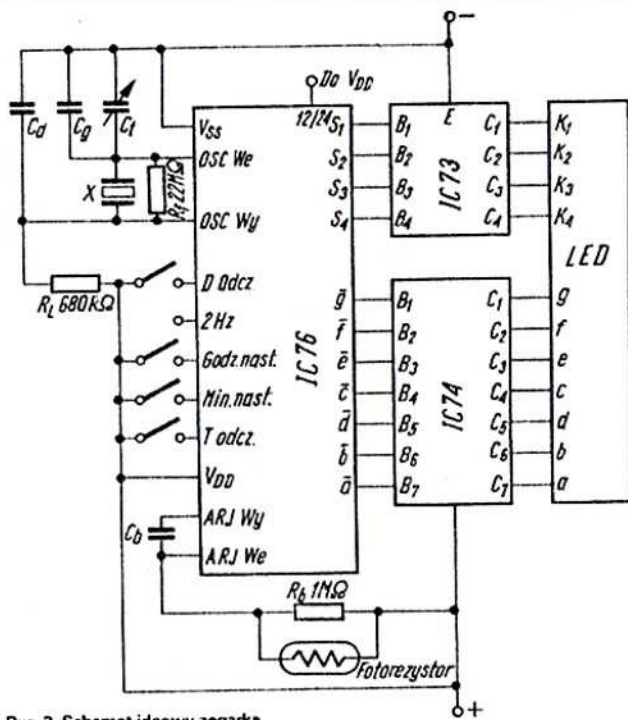 −
Do VDD
Cd
Cg
Ct
VSS
12/24
S1
B1
E
C1
K1
OSC We
S2
B2
C2
K2
X
Rf 22MΩ
S3
B3
IC73
C3
K3
OSC Wy
S4
B4
C4
K4
LED
RL 680kΩ
D Odcz
2Hz
g
B1
C1
g
Godz.nast.
IC76
f
B2
C2
f
e
B3
IC74
C3
e
Min.nast.
c
B4
C4
c
T odcz.
d
B5
C5
d
VDD
b
B6
C6
b
a
B7
C7
a
ARJ Wy
Cb
ARJ We
Rb 1MΩ
Fotorezystor
+
Rys. 2. Schemat ideowy zegarka